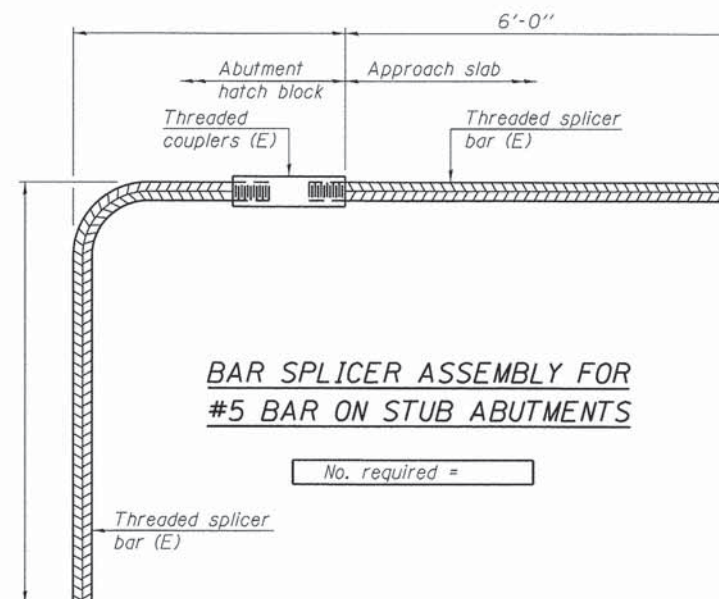 6'-0"
Abutment
hatch block
Approach slab
Threaded
couplers (E)
Threaded splicer
bar (E)
BAR SPLICER ASSEMBLY FOR
#5 BAR ON STUB ABUTMENTS
No. required =
Threaded splicer
bar (E)